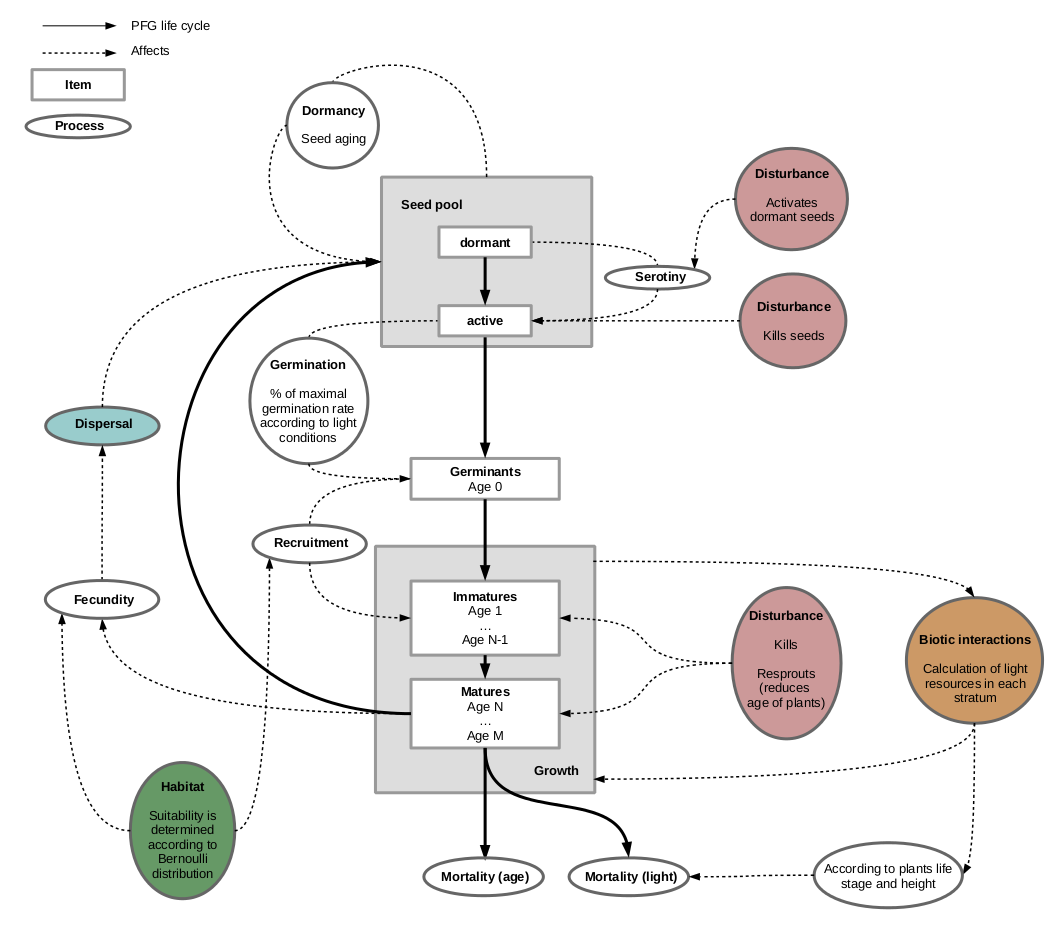 PFG life cycle
Affects
Item
Process
Dormancy
Seed aging
Seed pool
dormant
active
Disturbance
Activates
dormant seeds
Serotiny
Disturbance
Kills seeds
Germination
% of maximal
germination rate
according to light
conditions
Dispersal
Germinants
Age 0
Recruitment
Fecundity
Immatures
Age 1
...
Age N-1
Matures
Age N
...
Age M
Growth
Disturbance
Kills
Resprouts
(reduces
age of plants)
Biotic interactions
Calculation of light
resources in each
stratum
Habitat
Suitability is
determined
according to
Bernoulli
distribution
Mortality (age)
Mortality (light)
According to plants life
stage and height